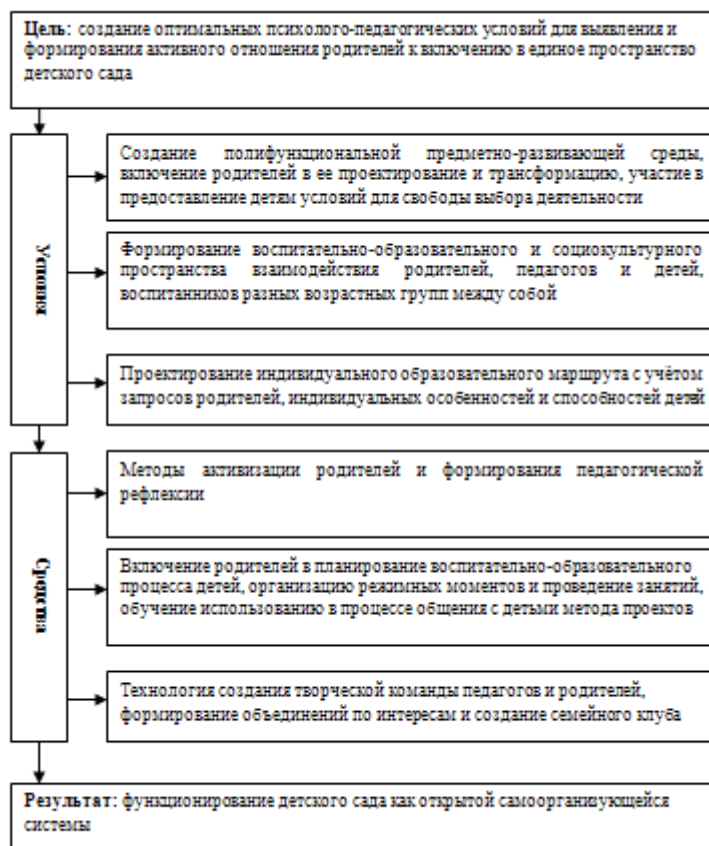 Цель: создание оптимальных психолого-педагогических условий для выявления и
формирования активного отношения родителей к включению в единое пространство
детского сада
Условия
Создание полифункциональной предметно-развивающей среды,
включение родителей в ее проектирование и трансформацию, участие в
предоставление детям условий для свободы выбора деятельности
Формирование воспитательно-образовательного и социокультурного
пространства взаимодействия родителей, педагогов и детей,
воспитанников разных возрастных групп между собой
Проектирование индивидуального образовательного маршрута с учётом
запросов родителей, индивидуальных особенностей и способностей детей
Средства
Методы активизации родителей и формирования педагогической
рефлексии
Включение родителей в планирование воспитательно-образовательного
процесса детей, организацию режимных моментов и проведение занятий,
обучение использованию в процессе общения с детьми метода проектов
Технология создания творческой команды педагогов и родителей,
формирование объединений по интересам и создание семейного клуба
Результат: функционирование детского сада как открытой самоорганизующейся
системы